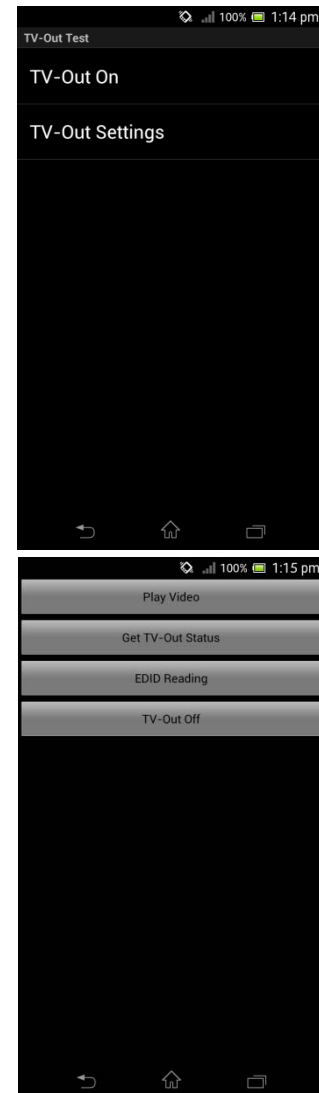 100% 1:14 pm
TV-Out Test
TV-Out On
TV-Out Settings
100% 1:15 pm
Play Video
Get TV-Out Status
EDID Reading
TV-Out Off